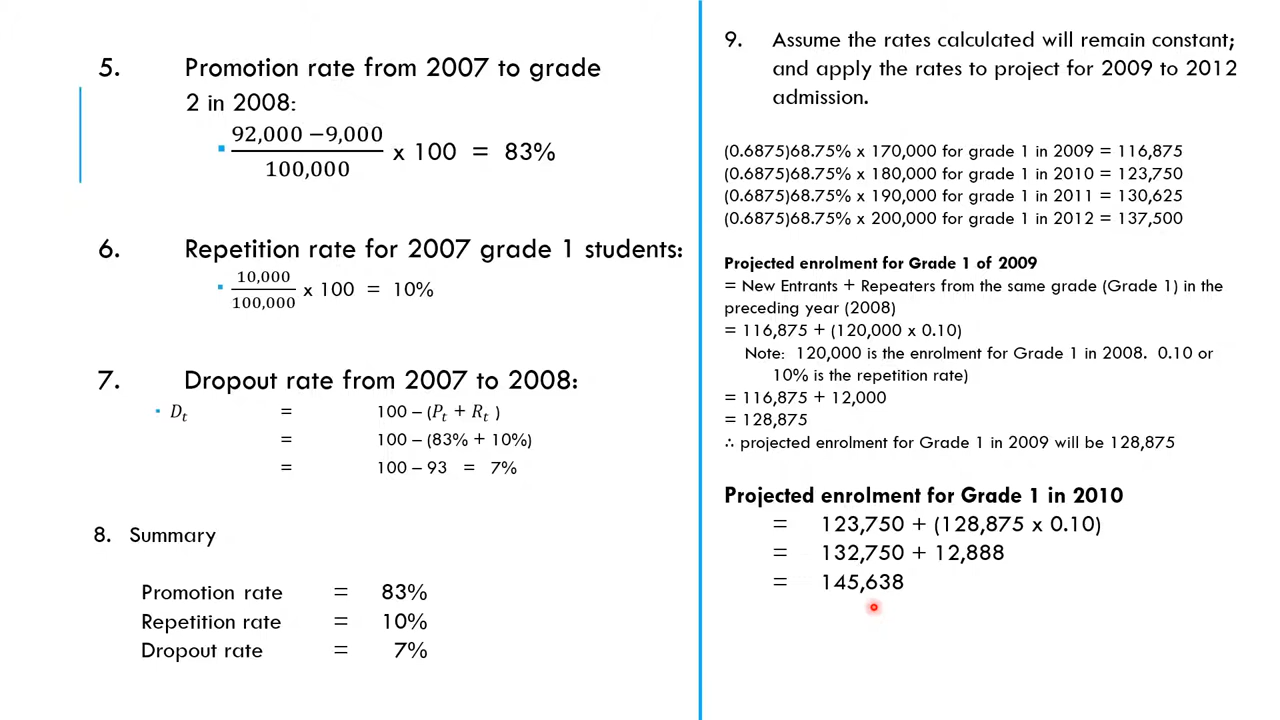 5. Promotion rate from 2007 to grade
2 in 2008:
▪ 92,000 −9,000
100,000
x 100 = 83%
6. Repetition rate for 2007 grade 1 students:
▪ 10,000
100,000
x 100 = 10%
7. Dropout rate from 2007 to 2008:
▪ Dₜ = 100 – (Pₜ + Rₜ )
= 100 – (83% + 10%)
= 100 – 93 = 7%
8. Summary
Promotion rate = 83%
Repetition rate = 10%
Dropout rate = 7%
9. Assume the rates calculated will remain constant;
and apply the rates to project for 2009 to 2012
admission.
(0.6875)68.75% x 170,000 for grade 1 in 2009 = 116,875
(0.6875)68.75% x 180,000 for grade 1 in 2010 = 123,750
(0.6875)68.75% x 190,000 for grade 1 in 2011 = 130,625
(0.6875)68.75% x 200,000 for grade 1 in 2012 = 137,500
Projected enrolment for Grade 1 of 2009
= New Entrants + Repeaters from the same grade (Grade 1) in the
preceding year (2008)
= 116,875 + (120,000 x 0.10)
Note: 120,000 is the enrolment for Grade 1 in 2008. 0.10 or
10% is the repetition rate)
= 116,875 + 12,000
= 128,875
∴ projected enrolment for Grade 1 in 2009 will be 128,875
Projected enrolment for Grade 1 in 2010
= 123,750 + (128,875 x 0.10)
= 132,750 + 12,888
= 145,638